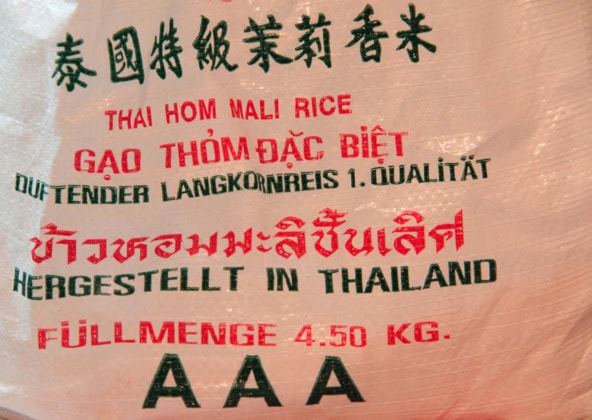 泰國特級茉莉香米
THAI HOM MALI RICE
GẠO THỎM ĐẶC BIỆT
DUFTENDER LANGKORNREIS 1. QUALITÄT
ข้าวหอมมะลิชั้นเลิศ
HERGESTELLT IN THAILAND
FÜLLMENGE 4.50 KG.
AAA